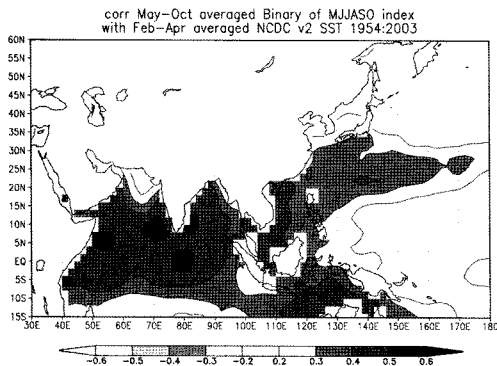 corr May-Oct averaged Binary of MJJASO index
with Feb-Apr averaged NCDC v2 SST 1954:2003
60N
55N
50N
45N
40N
35N
30N
25N
20N
15N
10N
5N
EQ
5S
10S
15S
30E 40E 50E 60E 70E 80E 90E 100E 110E 120E 130E 140E 150E 160E 170E 180
-0.6 -0.5 -0.4 -0.3 -0.2 0.2 0.3 0.4 0.5 0.6